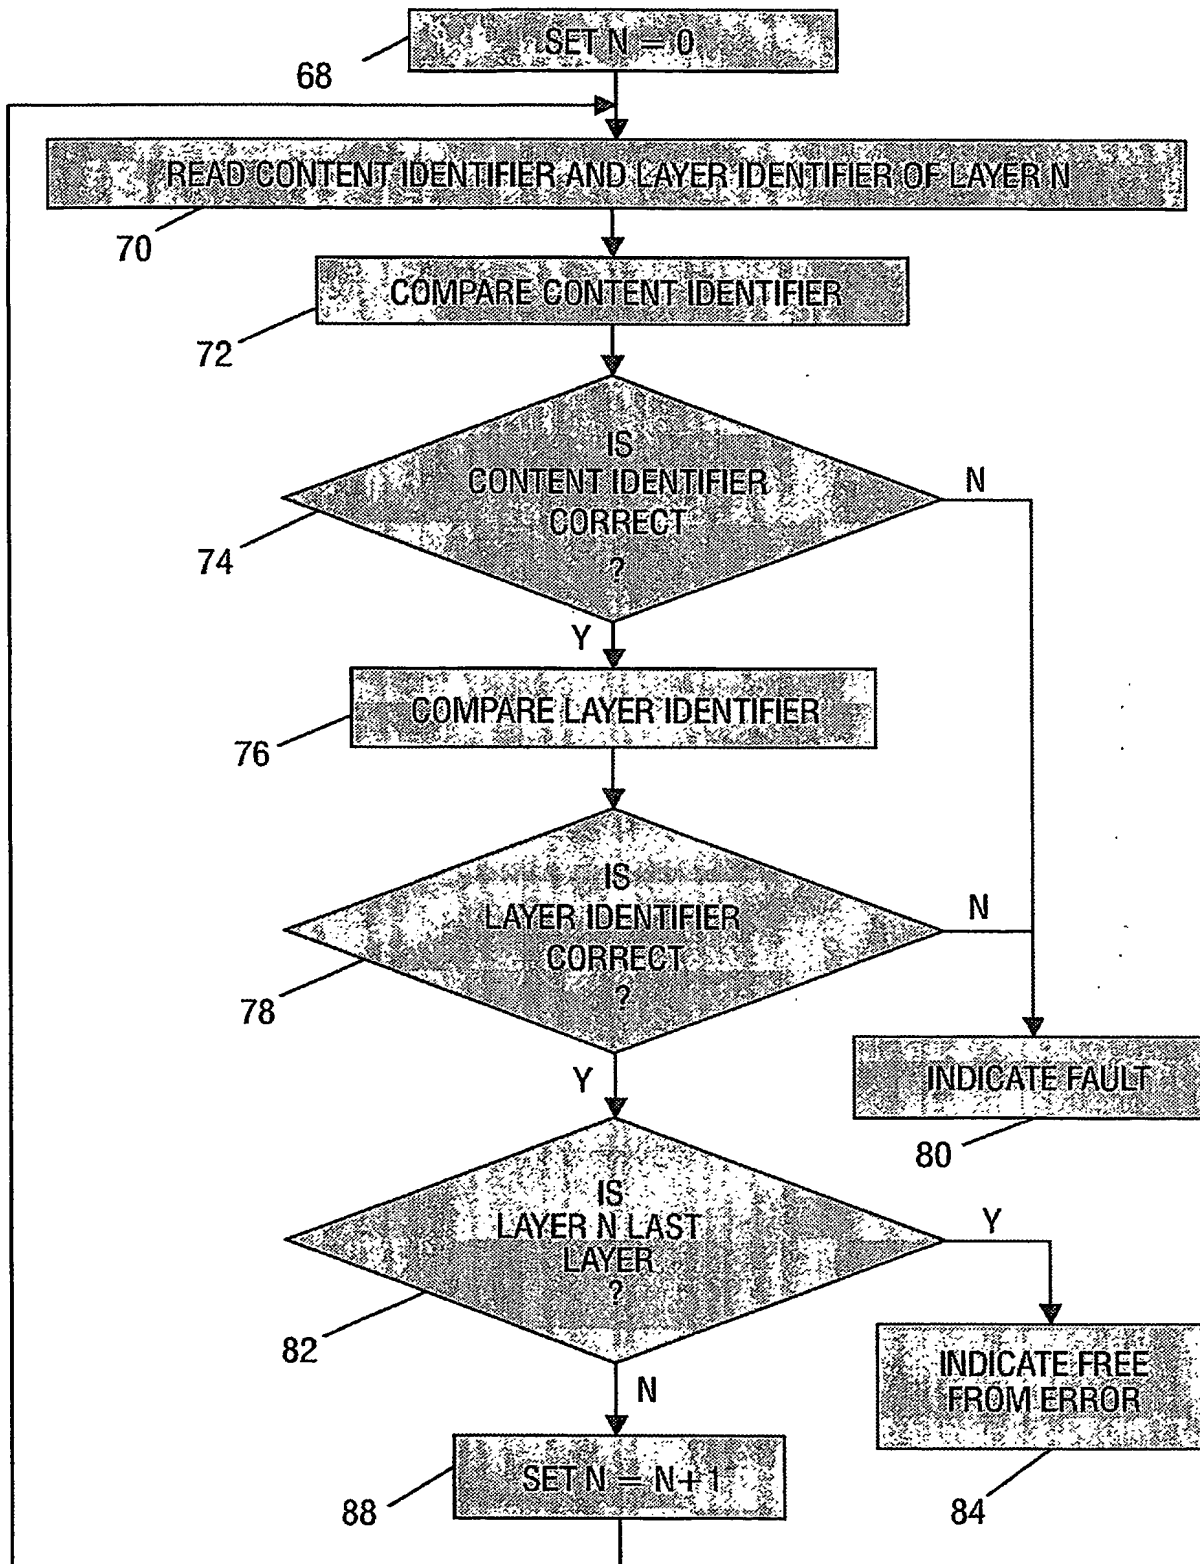 SET N = 0
68
READ CONTENT IDENTIFIER AND LAYER IDENTIFIER OF LAYER N
70
COMPARE CONTENT IDENTIFIER
72
IS
CONTENT IDENTIFIER
CORRECT
?
N
74
Y
COMPARE LAYER IDENTIFIER
76
IS
LAYER IDENTIFIER
CORRECT
?
N
78
Y
INDICATE FAULT
80
IS
LAYER N LAST
LAYER
?
Y
82
N
INDICATE FREE
FROM ERROR
84
SET N = N+1
88